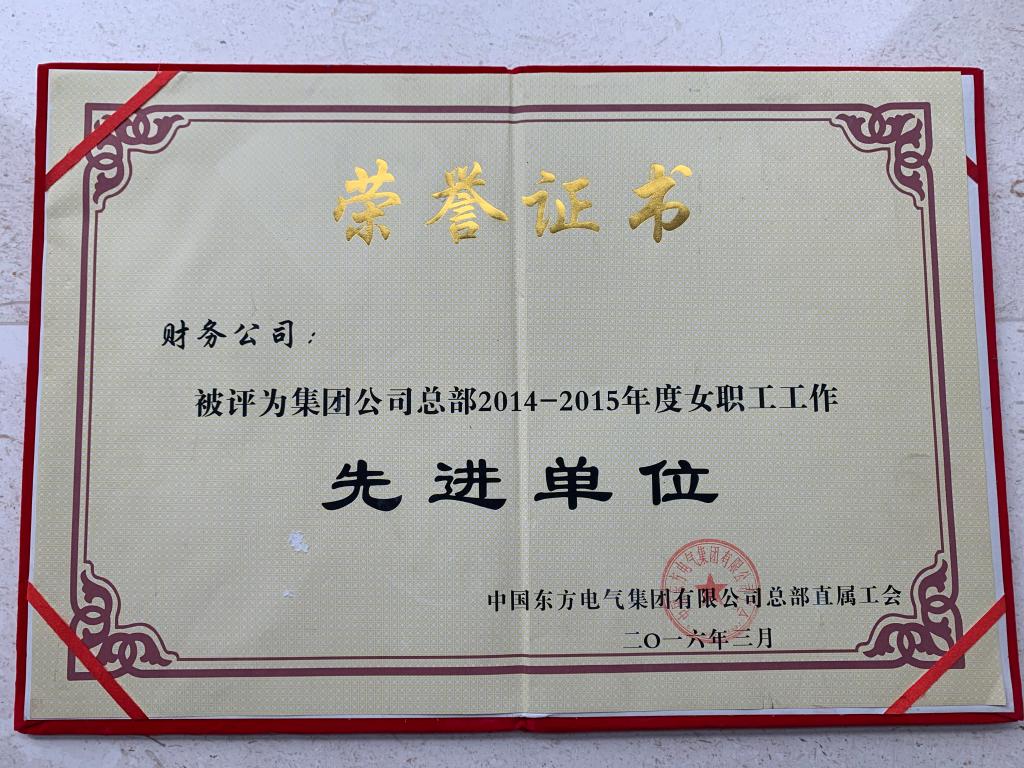 荣誉证书
财务公司：
被评为集团公司总部2014-2015年度女职工工作
先进单位
中国东方电气集团有限公司总部直属工会
二〇一六年三月